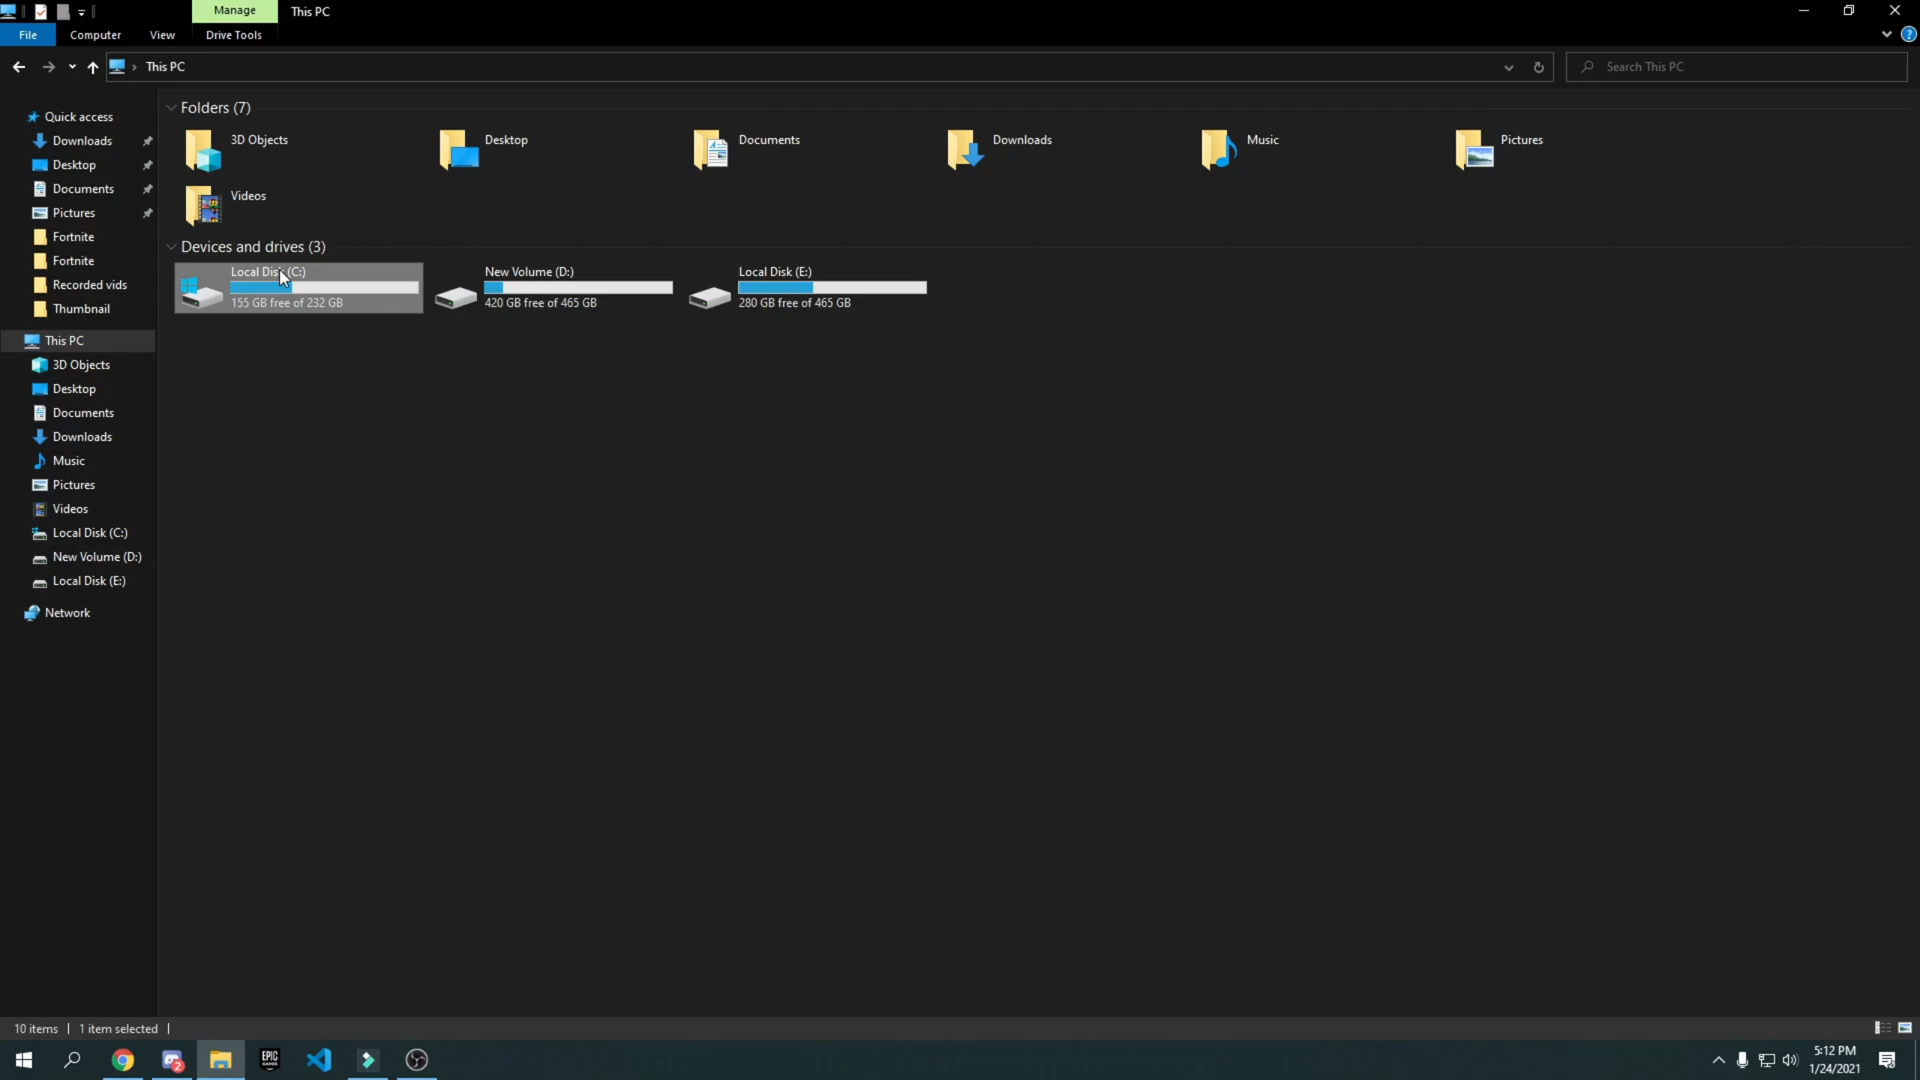 Manage
This PC
File
Computer
View
Drive Tools
This PC
Search This PC
Quick access
Downloads
Desktop
Documents
Pictures
Fortnite
Fortnite
Recorded vids
Thumbnail
This PC
3D Objects
Desktop
Documents
Downloads
Music
Pictures
Videos
Local Disk (C:)
New Volume (D:)
Local Disk (E:)
Network
Folders (7)
3D Objects
Desktop
Documents
Downloads
Music
Pictures
Videos
Devices and drives (3)
Local Disk (C:)
155 GB free of 232 GB
New Volume (D:)
420 GB free of 465 GB
Local Disk (E:)
280 GB free of 465 GB
10 items
1 item selected
2
EPIC
GAMES
5:12 PM
1/24/2021